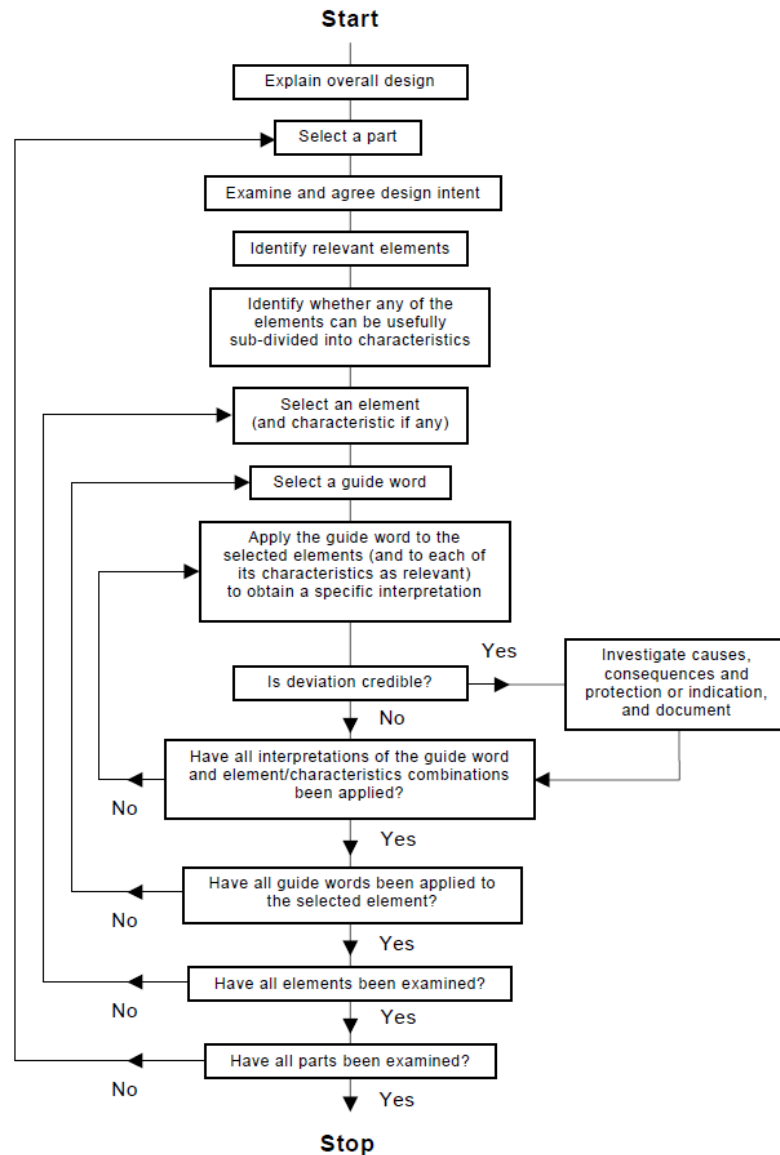 Start
Explain overall design
Select a part
Examine and agree design intent
Identify relevant elements
Identify whether any of the
elements can be usefully
sub-divided into characteristics
Select an element
(and characteristic if any)
Select a guide word
Apply the guide word to the
selected elements (and to each of
its characteristics as relevant)
to obtain a specific interpretation
Is deviation credible?
Yes
Investigate causes,
consequences and
protection or indication,
and document
No
Have all interpretations of the guide word
and element/characteristics combinations
been applied?
No
Yes
Have all guide words been applied to
the selected element?
No
Yes
Have all elements been examined?
No
Yes
Have all parts been examined?
No
Yes
Stop